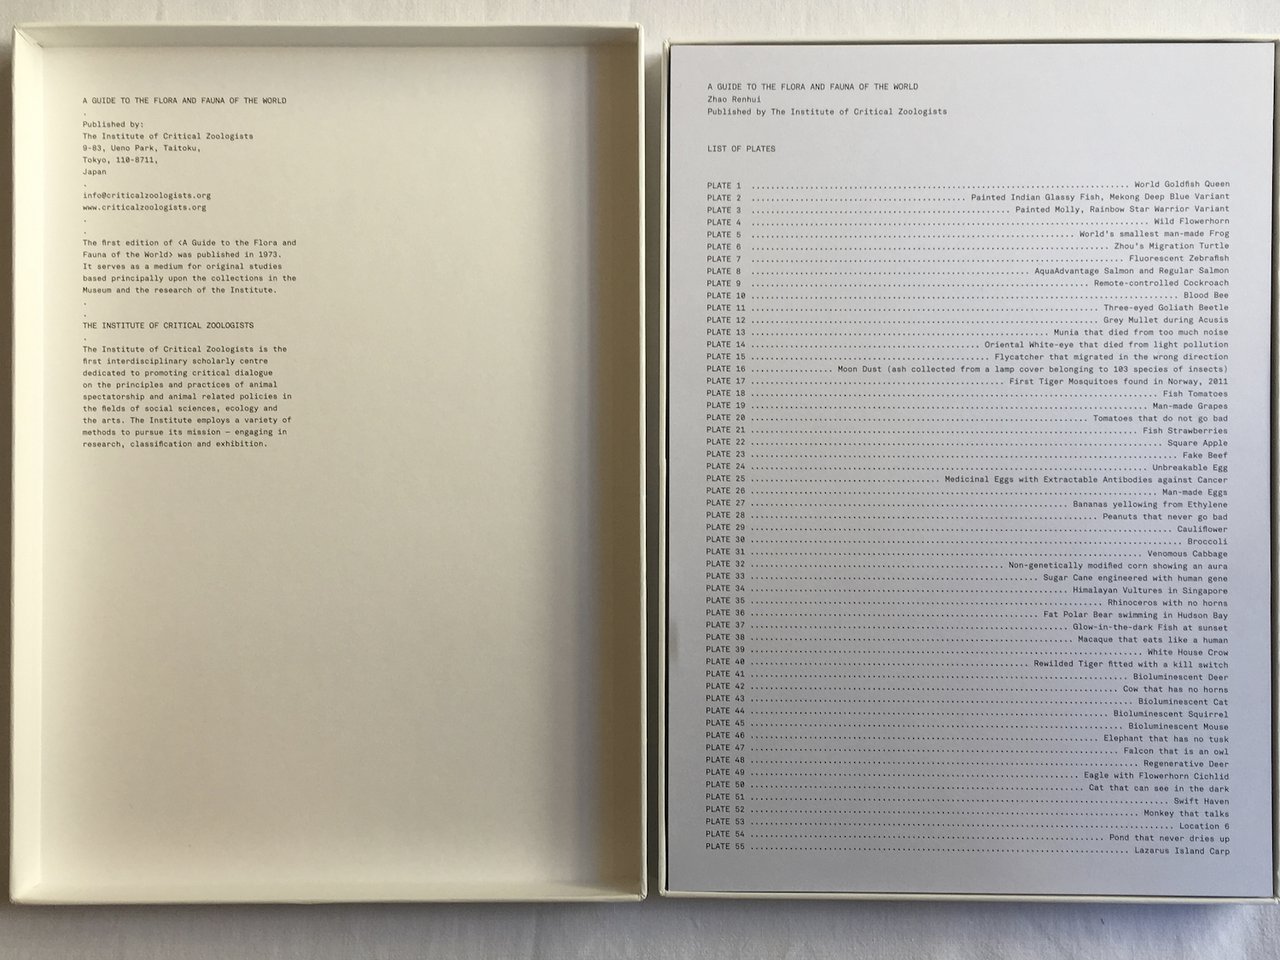 A GUIDE TO THE FLORA AND FAUNA OF THE WORLD
.
Published by:
The Institute of Critical Zoologists
9-83, Ueno Park, Taitoku,
Tokyo, 110-8711,
Japan
.
info@criticalzoologists.org
www.criticalzoologists.org
.
.
The first edition of <A Guide to the Flora and
Fauna of the World> was published in 1973.
It serves as a medium for original studies
based principally upon the collections in the
Museum and the research of the Institute.
.
.
THE INSTITUTE OF CRITICAL ZOOLOGISTS
.
The Institute of Critical Zoologists is the
first interdisciplinary scholarly centre
dedicated to promoting critical dialogue
on the principles and practices of animal
spectatorship and animal related policies in
the fields of social sciences, ecology and
the arts. The Institute employs a variety of
methods to pursue its mission — engaging in
research, classification and exhibition.
A GUIDE TO THE FLORA AND FAUNA OF THE WORLD
Zhao Renhui
Published by The Institute of Critical Zoologists
LIST OF PLATES
PLATE 1 ........ World Goldfish Queen
PLATE 2 ........ Painted Indian Glassy Fish, Mekong Deep Blue Variant
PLATE 3 ........ Painted Molly, Rainbow Star Warrior Variant
PLATE 4 ........ Wild Flowerhorn
PLATE 5 ........ World's smallest man-made Frog
PLATE 6 ........ Zhou's Migration Turtle
PLATE 7 ........ Fluorescent Zebrafish
PLATE 8 ........ AquaAdvantage Salmon and Regular Salmon
PLATE 9 ........ Remote-controlled Cockroach
PLATE 10 ........ Blood Bee
PLATE 11 ........ Three-eyed Goliath Beetle
PLATE 12 ........ Grey Mullet during Acusis
PLATE 13 ........ Munia that died from too much noise
PLATE 14 ........ Oriental White-eye that died from light pollution
PLATE 15 ........ Flycatcher that migrated in the wrong direction
PLATE 16 ........ Moon Dust (ash collected from a lamp cover belonging to 103 species of insects)
PLATE 17 ........ First Tiger Mosquitoes found in Norway, 2011
PLATE 18 ........ Fish Tomatoes
PLATE 19 ........ Man-made Grapes
PLATE 20 ........ Tomatoes that do not go bad
PLATE 21 ........ Fish Strawberries
PLATE 22 ........ Square Apple
PLATE 23 ........ Fake Beef
PLATE 24 ........ Unbreakable Egg
PLATE 25 ........ Medicinal Eggs with Extractable Antibodies against Cancer
PLATE 26 ........ Man-made Eggs
PLATE 27 ........ Bananas yellowing from Ethylene
PLATE 28 ........ Peanuts that never go bad
PLATE 29 ........ Cauliflower
PLATE 30 ........ Broccoli
PLATE 31 ........ Venomous Cabbage
PLATE 32 ........ Non-genetically modified corn showing an aura
PLATE 33 ........ Sugar Cane engineered with human gene
PLATE 34 ........ Himalayan Vultures in Singapore
PLATE 35 ........ Rhinoceros with no horns
PLATE 36 ........ Fat Polar Bear swimming in Hudson Bay
PLATE 37 ........ Glow-in-the-dark Fish at sunset
PLATE 38 ........ Macaque that eats like a human
PLATE 39 ........ White House Crow
PLATE 40 ........ Rewilded Tiger fitted with a kill switch
PLATE 41 ........ Bioluminescent Deer
PLATE 42 ........ Cow that has no horns
PLATE 43 ........ Bioluminescent Cat
PLATE 44 ........ Bioluminescent Squirrel
PLATE 45 ........ Bioluminescent Mouse
PLATE 46 ........ Elephant that has no tusk
PLATE 47 ........ Falcon that is an owl
PLATE 48 ........ Regenerative Deer
PLATE 49 ........ Eagle with Flowerhorn Cichlid
PLATE 50 ........ Cat that can see in the dark
PLATE 51 ........ Swift Haven
PLATE 52 ........ Monkey that talks
PLATE 53 ........ Location 6
PLATE 54 ........ Pond that never dries up
PLATE 55 ........ Lazarus Island Carp